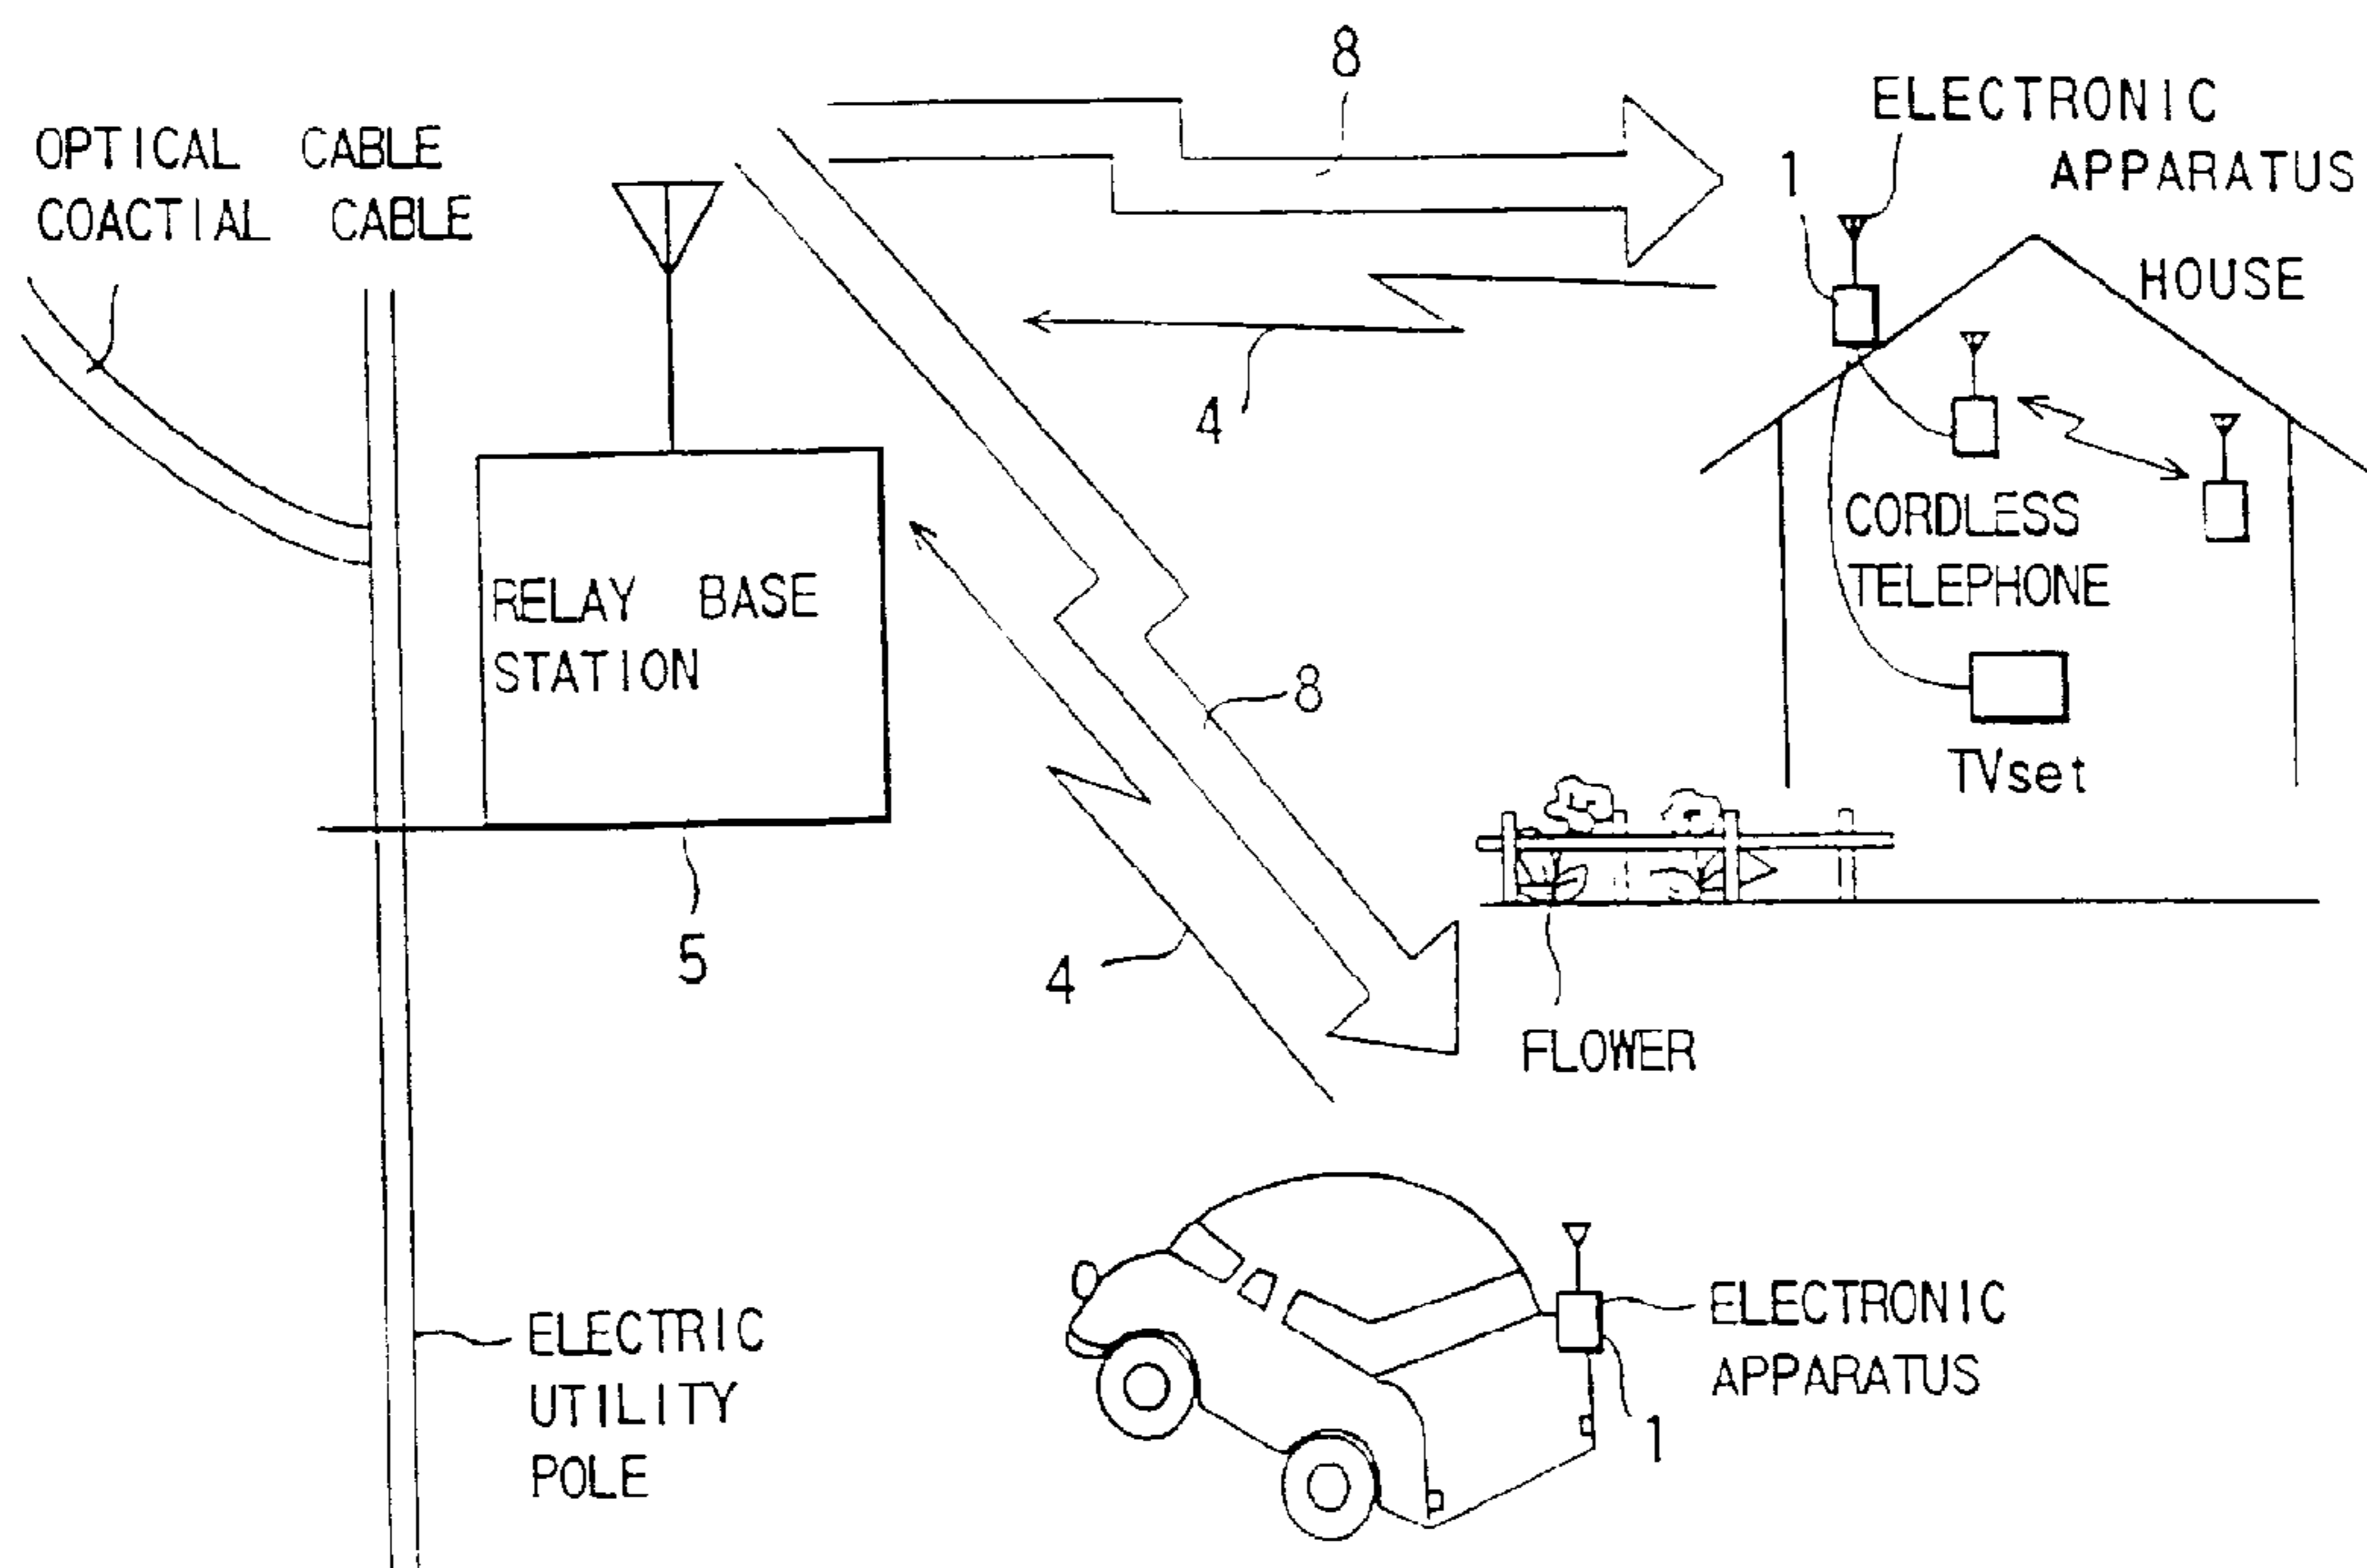 8
OPTICAL CABLE
COACTIAL CABLE
ELECTRONIC
APPARATUS
1
HOUSE
4
CORDLESS
TELEPHONE
RELAY BASE
STATION
8
TVset
5
4
FLOWER
ELECTRIC
UTILITY
POLE
ELECTRONIC
APPARATUS
1